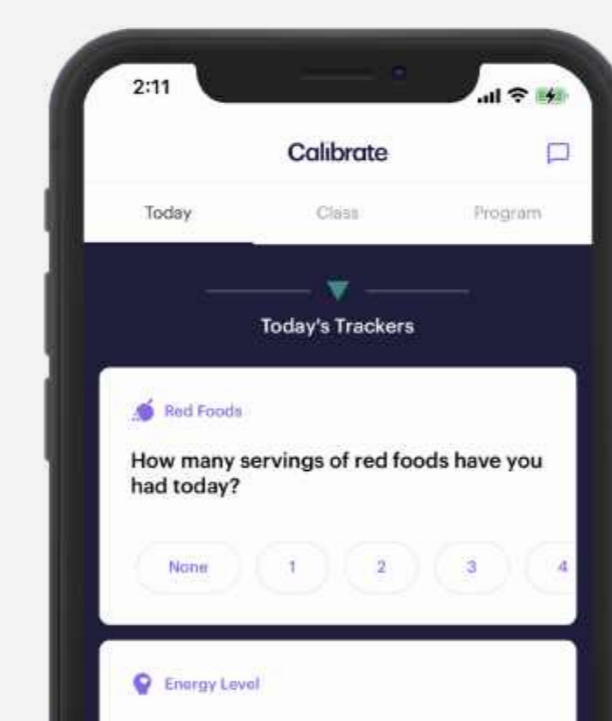 2:11
Calibrate
Today Class Program
Today's Trackers
Red Foods
How many servings of red foods have you
had today?
None 1 2 3 4
Energy Level